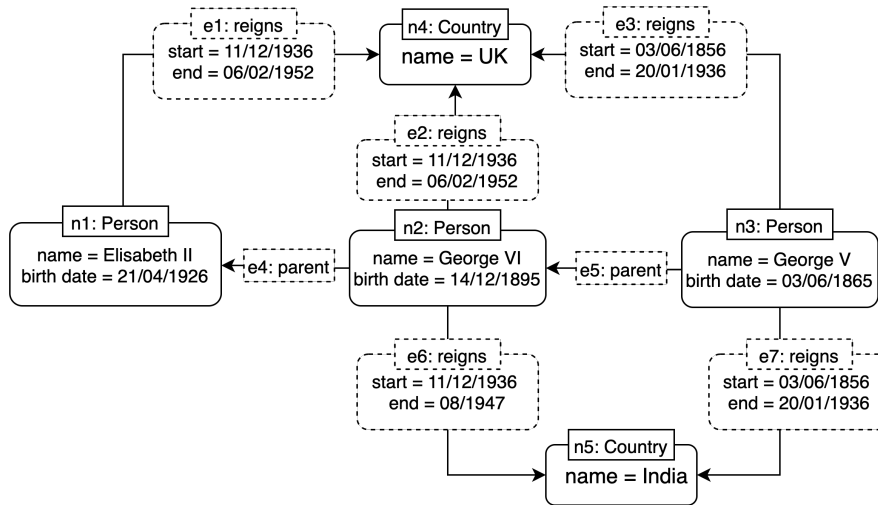 e1: reigns
start = 11/12/1936
end = 06/02/1952
n4: Country
name = UK
e3: reigns
start = 03/06/1856
end = 20/01/1936
e2: reigns
start = 11/12/1936
end = 06/02/1952
n1: Person
name = Elisabeth II
birth date = 21/04/1926
e4: parent
n2: Person
name = George VI
birth date = 14/12/1895
e5: parent
n3: Person
name = George V
birth date = 03/06/1865
e6: reigns
start = 11/12/1936
end = 08/1947
e7: reigns
start = 03/06/1856
end = 20/01/1936
n5: Country
name = India